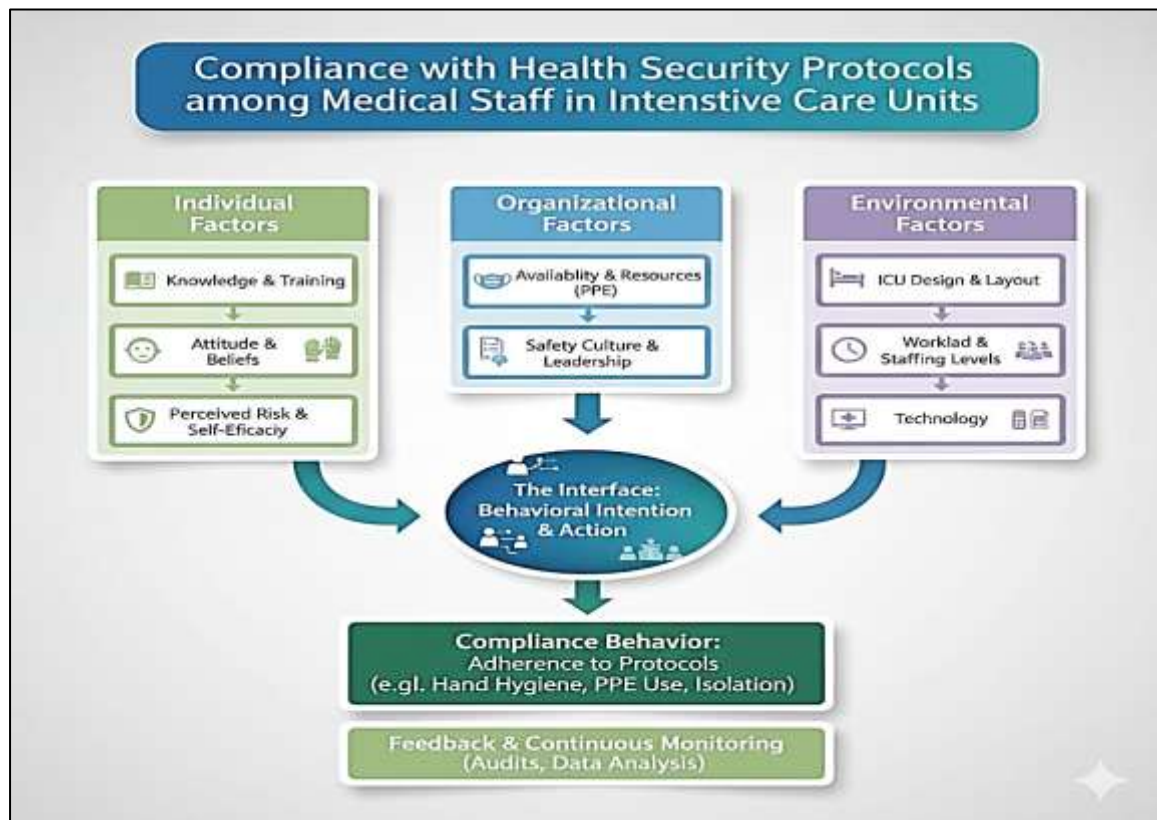 Compliance with Health Security Protocols
among Medical Staff in Intenstive Care Units
Individual
Factors
Knowledge & Training
Attitude &
Beliefs
Perceived Risk &
Self-Eficaciy
Organizational
Factors
Availablity & Resources
(PPE)
Safety Culture &
Leadership
Environmental
Factors
ICU Design & Layout
Worklad &
Staffing Levels
Technology
The Interface:
Behavioral Intention
& Action
Compliance Behavior:
Adherence to Protocols
(e.gl. Hand Hygiene, PPE Use, Isolation)
Feedback & Continuous Monitoring
(Audits, Data Analysis)